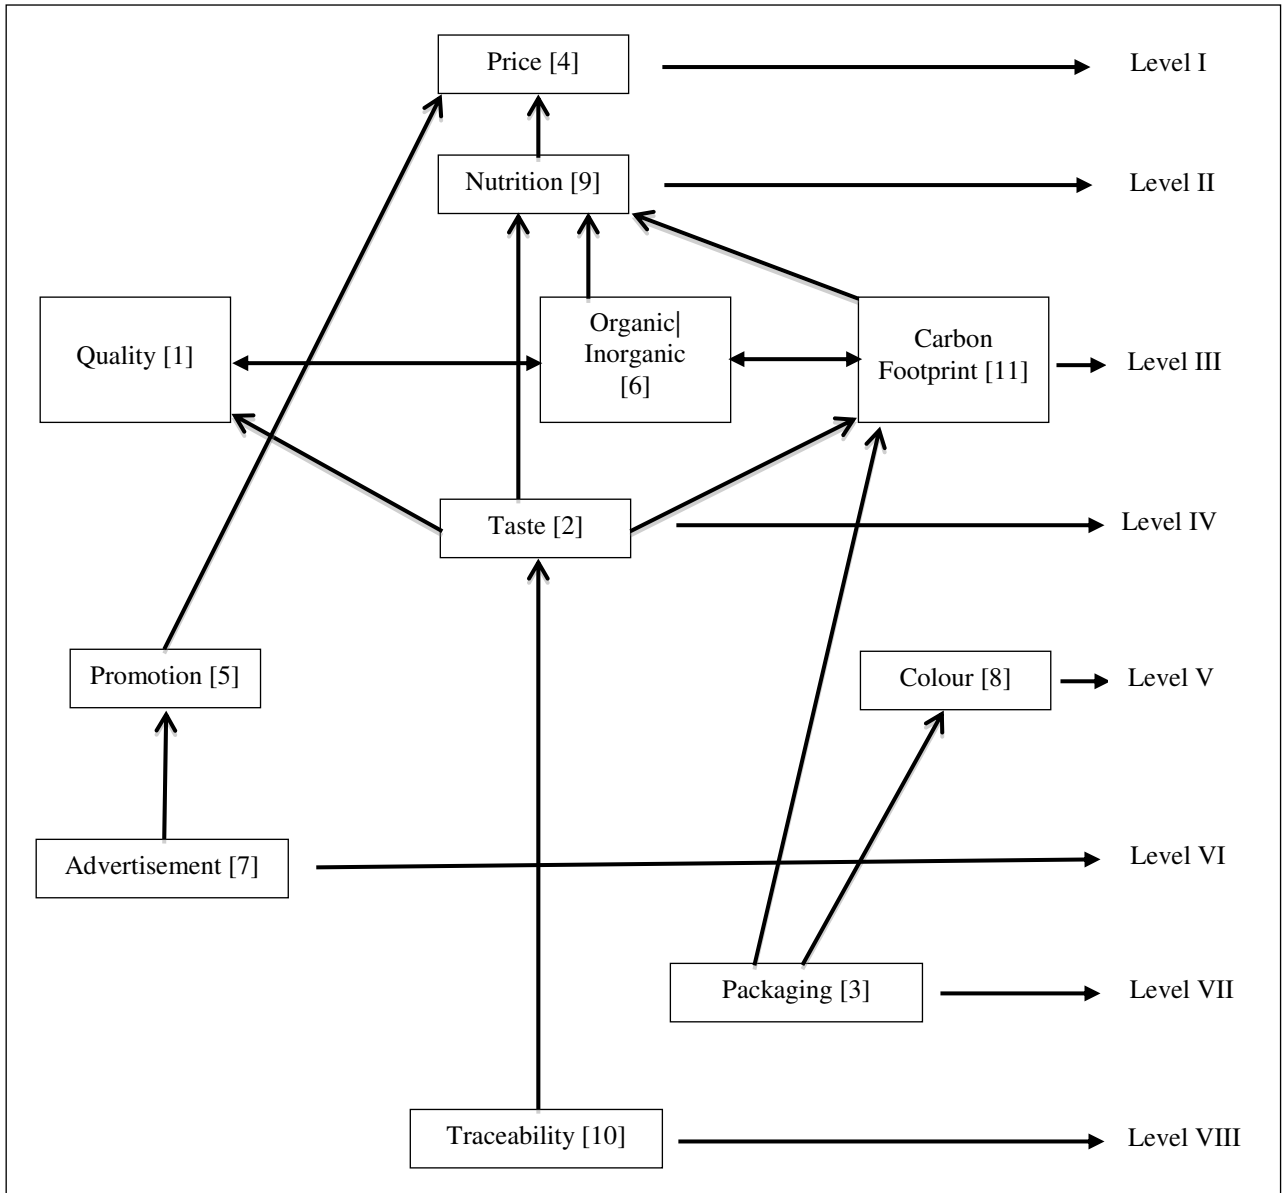 Price [4]
Level I
Nutrition [9]
Level II
Quality [1]
Organic|
Inorganic
[6]
Carbon
Footprint [11]
Level III
Taste [2]
Level IV
Promotion [5]
Colour [8]
Level V
Advertisement [7]
Level VI
Packaging [3]
Level VII
Traceability [10]
Level VIII